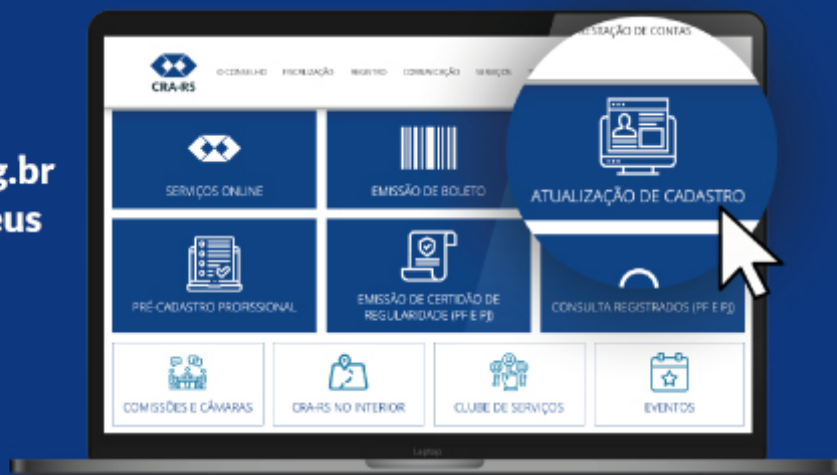 g.br
eus
PRESTAÇÃO DE CONTAS
CRA-RS
O CONSELHO FISCALIZAÇÃO REGISTRO COMUNICAÇÃO SERVIÇOS
SERVIÇOS ONLINE
EMISSÃO DE BOLETO
ATUALIZAÇÃO DE CADASTRO
PRÉ-CADASTRO PROFISSIONAL
EMISSÃO DE CERTIDÃO DE
REGULARIDADE (PF E PJ)
CONSULTA REGISTRADOS (PF E PJ)
COMISSÕES E CÂMARAS
CRA-RS NO INTERIOR
CLUBE DE SERVIÇOS
EVENTOS
Laptop